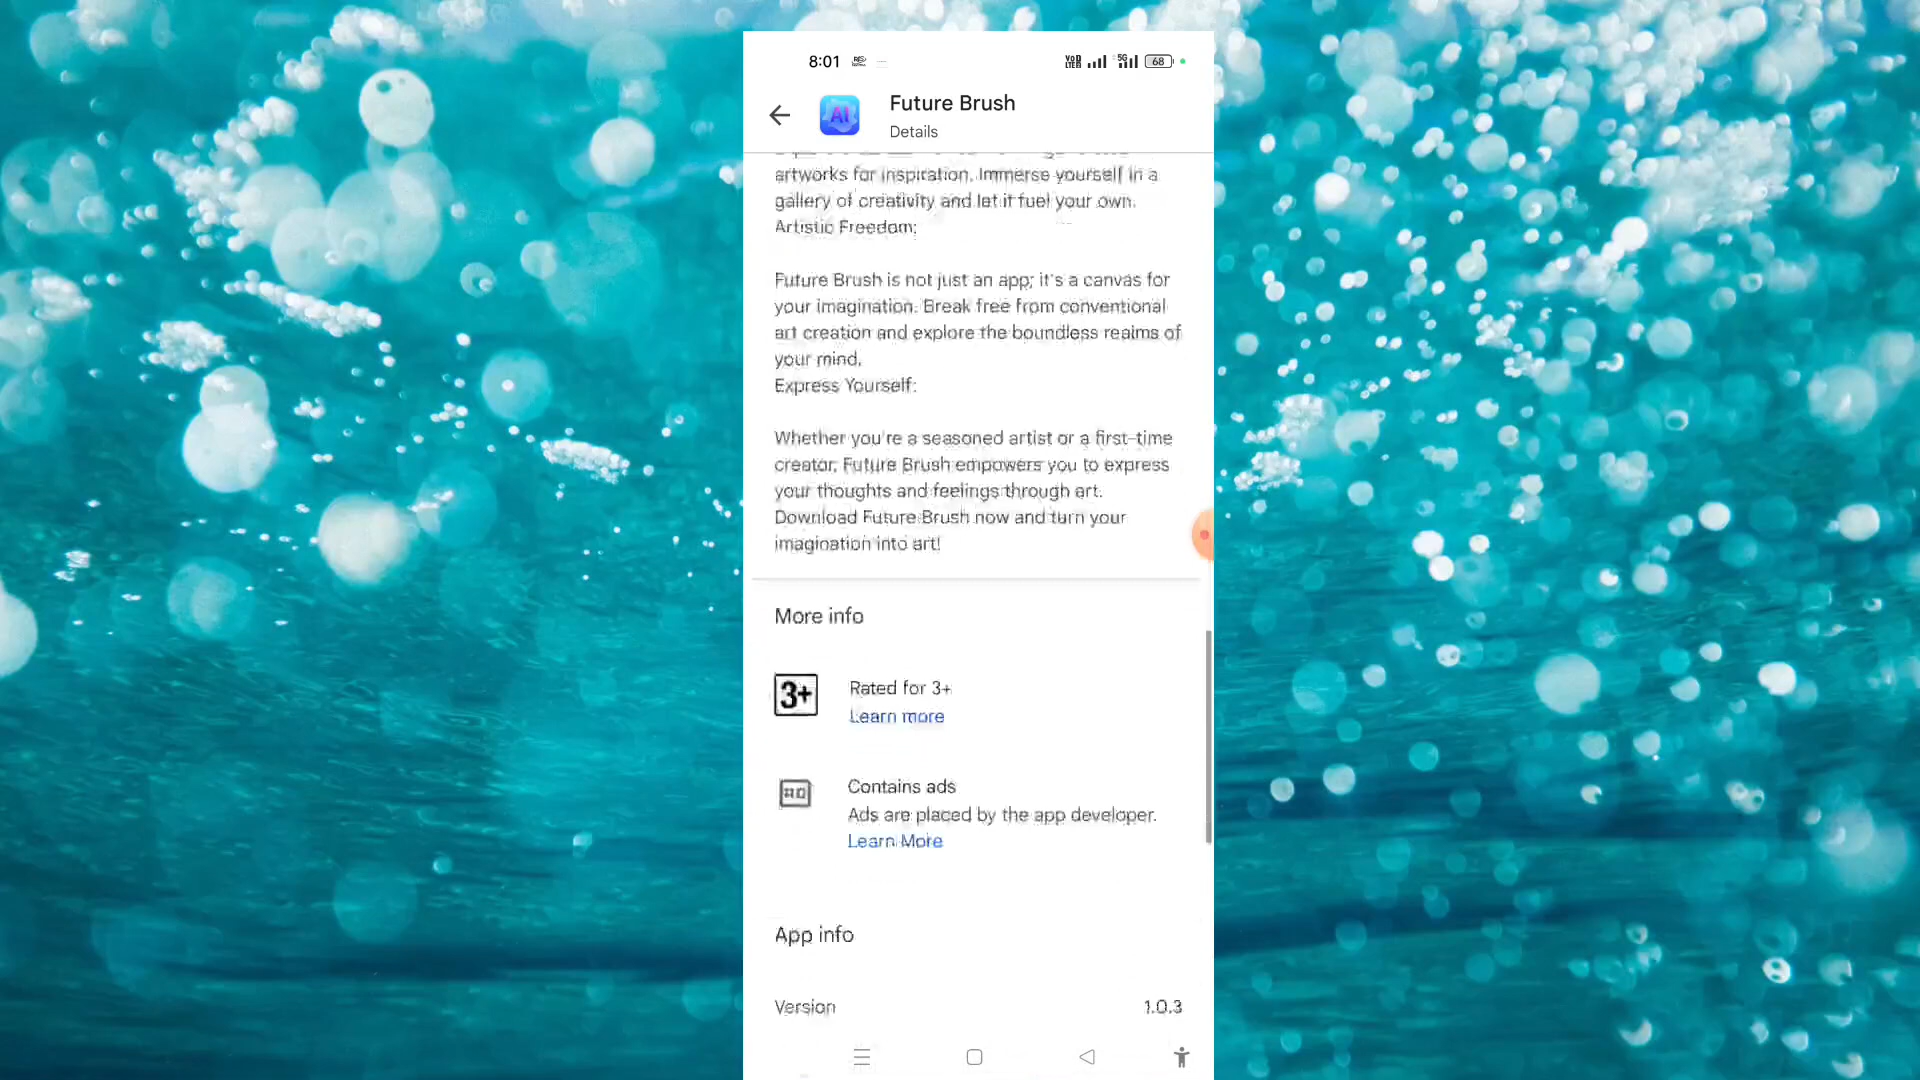 8:01
VoD LTE 5G 68
AI
Future Brush
Details
artworks for inspiration. Immerse yourself in a
gallery of creativity and let it fuel your own.
Artistic Freedom:
Future Brush is not just an app; it's a canvas for
your imagination. Break free from conventional
art creation and explore the boundless realms of
your mind.
Express Yourself:
Whether you're a seasoned artist or a first-time
creator, Future Brush empowers you to express
your thoughts and feelings through art.
Download Future Brush now and turn your
imagination into art!
More info
3+
Rated for 3+
Learn more
Contains ads
Ads are placed by the app developer.
Learn More
App info
Version
1.0.3